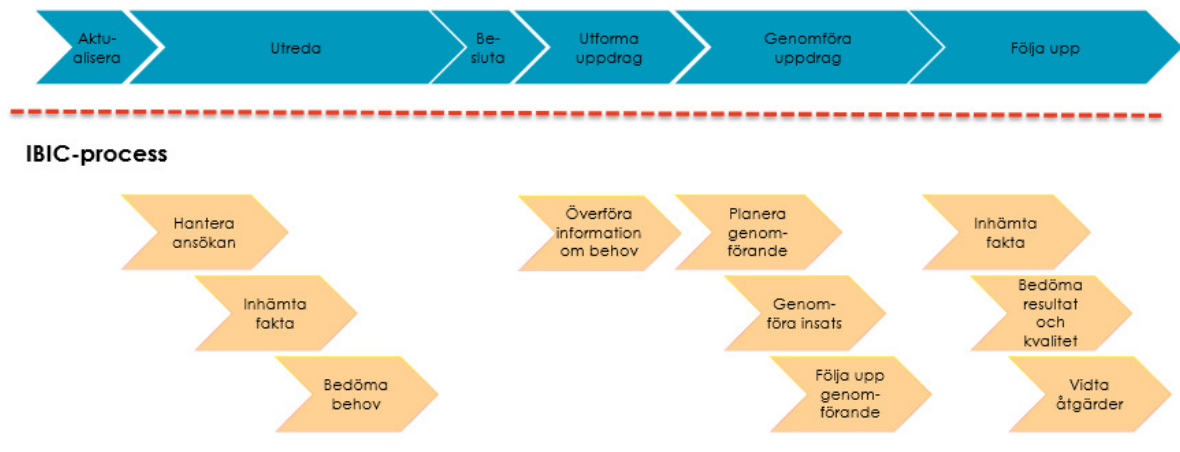 Aktu-
alisera
Utreda
Be-
sluta
Utforma
uppdrag
Genomföra
uppdrag
Följa upp
IBIC-process
Hantera
ansökan
Inhämta
fakta
Bedöma
behov
Överföra
information
om behov
Planera
genom-
förande
Genom-
föra insats
Följa upp
genom-
förande
Inhämta
fakta
Bedöma
resultat
och
kvalitet
Vidta
åtgärder